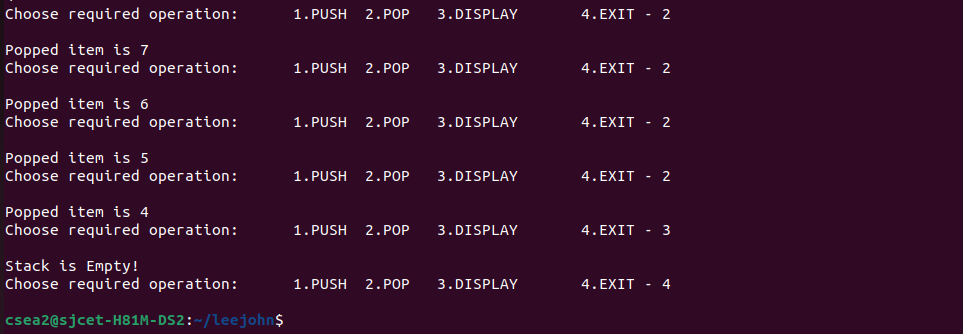 Choose required operation: 1.PUSH 2.POP 3.DISPLAY 4.EXIT - 2
Popped item is 7
Choose required operation: 1.PUSH 2.POP 3.DISPLAY 4.EXIT - 2
Popped item is 6
Choose required operation: 1.PUSH 2.POP 3.DISPLAY 4.EXIT - 2
Popped item is 5
Choose required operation: 1.PUSH 2.POP 3.DISPLAY 4.EXIT - 2
Popped item is 4
Choose required operation: 1.PUSH 2.POP 3.DISPLAY 4.EXIT - 3
Stack is Empty!
Choose required operation: 1.PUSH 2.POP 3.DISPLAY 4.EXIT - 4
csea2@sjcet-H81M-DS2:~/leejohn$